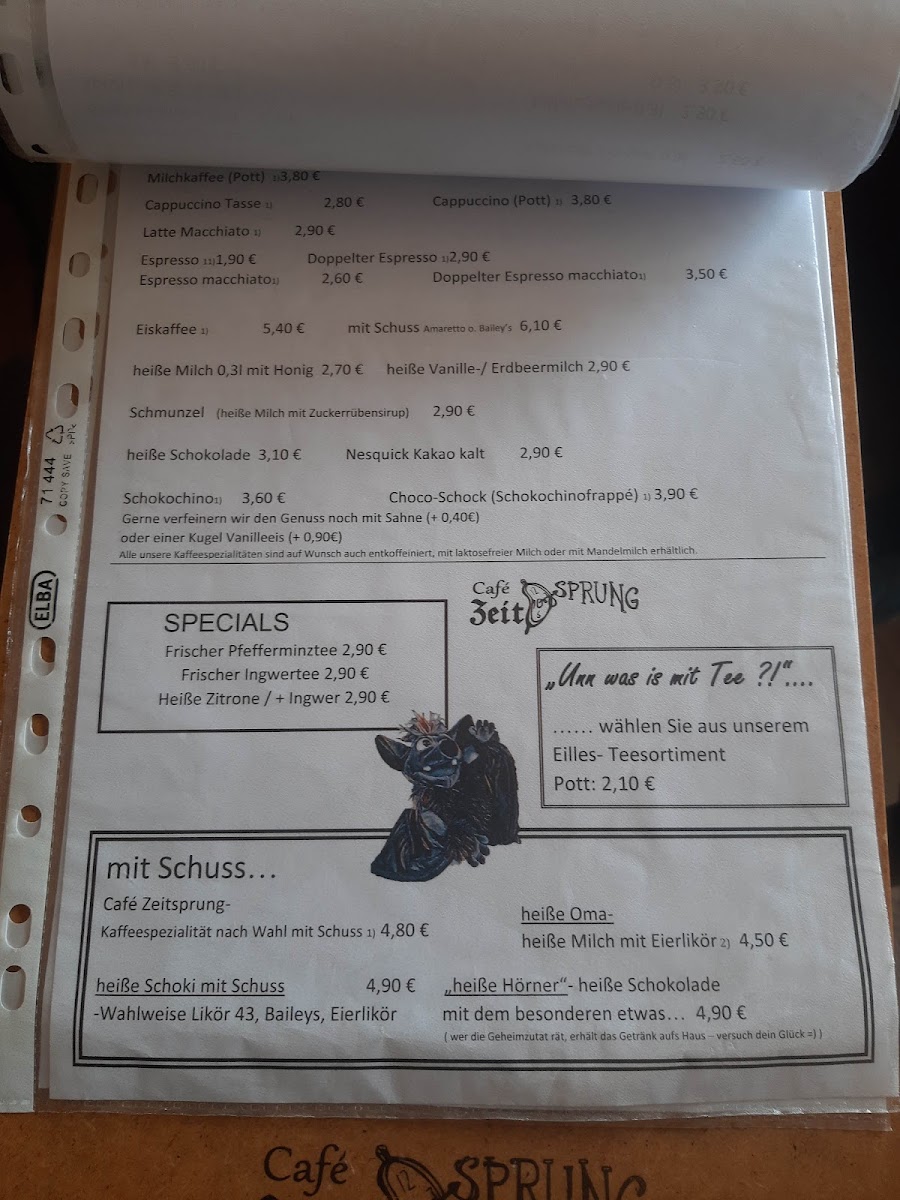 Milchkaffee (Pott) 1)3,80 €
Cappuccino Tasse 1) 2,80 € Cappuccino (Pott) 1) 3,80 €
Latte Macchiato 1) 2,90 €
Espresso 11)1,90 € Doppelter Espresso 1)2,90 €
Espresso macchiato1) 2,60 € Doppelter Espresso macchiato1) 3,50 €
Eiskaffee 1) 5,40 € mit Schuss Amaretto o. Bailey's 6,10 €
heiße Milch 0,3l mit Honig 2,70 € heiße Vanille-/ Erdbeermilch 2,90 €
Schmunzel (heiße Milch mit Zuckerrübensirup) 2,90 €
heiße Schokolade 3,10 € Nesquick Kakao kalt 2,90 €
Schokochino1) 3,60 € Choco-Schock (Schokochinofrappé) 1) 3,90 €
Gerne verfeinern wir den Genuss noch mit Sahne (+ 0,40€)
oder einer Kugel Vanilleeis (+ 0,90€)
Alle unsere Kaffeespezialitäten sind auf Wunsch auch entkoffeiniert, mit laktosefreier Milch oder mit Mandelmilch erhältlich.
71 444
COPY SAVE
ELBA
Café
Zeit SPRUNG
SPECIALS
Frischer Pfefferminztee 2,90 €
Frischer Ingwertee 2,90 €
Heiße Zitrone / + Ingwer 2,90 €
„Unn was is mit Tee ?!"....
...... wählen Sie aus unserem
Eilles- Teesortiment
Pott: 2,10 €
mit Schuss...
Café Zeitsprung-
Kaffeespezialität nach Wahl mit Schuss 1) 4,80 €
heiße Oma-
heiße Milch mit Eierlikör 2) 4,50 €
heiße Schoki mit Schuss 4,90 €
-Wahlweise Likör 43, Baileys, Eierlikör
„heiße Hörner"- heiße Schokolade
mit dem besonderen etwas... 4,90 €
( wer die Geheimzutat rät, erhält das Getränk aufs Haus – versuch dein Glück =) )
Café
SPRUNG